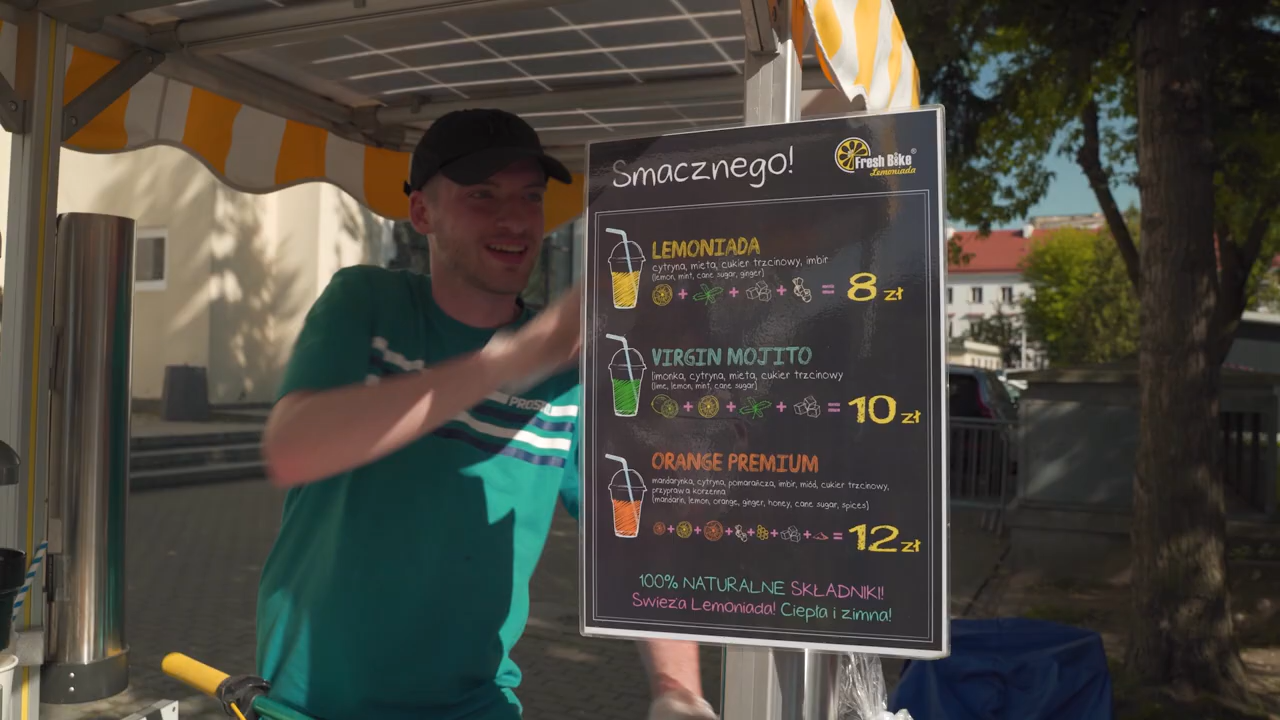 Smacznego!
Fresh Bike®
Lemoniada
LEMONIADA
cytryna, mięta, cukier trzcinowy, imbir
(lemon, mint, cane sugar, ginger)
8 zł
VIRGIN MOJITO
limonka, cytryna, mięta, cukier trzcinowy
(lime, lemon, mint, cane sugar)
10 zł
ORANGE PREMIUM
mandarynka, cytryna, pomarańcza, imbir, miód, cukier trzcinowy,
przyprawa korzenna
(mandarin, lemon, orange, ginger, honey, cane sugar, spices)
12 zł
100% NATURALNE SKŁADNIKI!
Świeża Lemoniada! Ciepła i zimna!